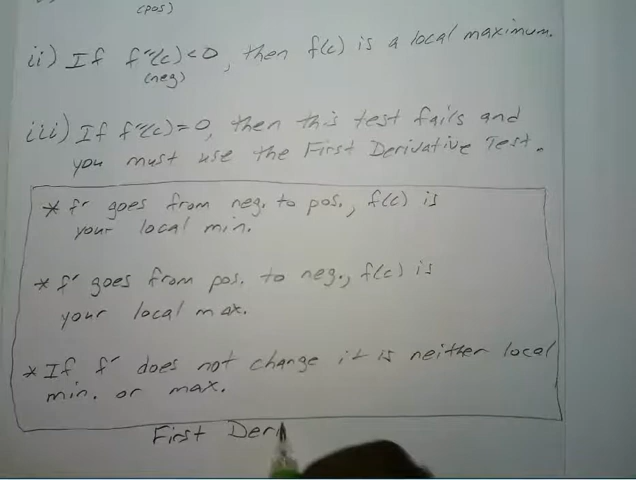 (pos)
ii) If f"(c)<0, then f(c) is a local maximum.
(neg)
iii) If f"(c)=0, then this test fails and
you must use the First Derivative Test.
* f' goes from neg. to pos., f(c) is
your local min.
* f' goes from pos. to neg., f(c) is
your local max.
* If f' does not change it is neither local
min. or max.
First Der